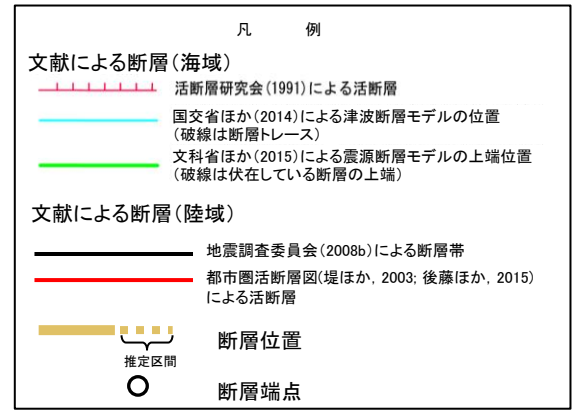 凡 例
文献による断層(海域)
活断層研究会(1991)による活断層
国交省ほか(2014)による津波断層モデルの位置
(破線は断層トレース)
文科省ほか(2015)による震源断層モデルの上端位置
(破線は伏在している断層の上端)
文献による断層(陸域)
地震調査委員会(2008b)による断層帯
都市圏活断層図(堤ほか, 2003; 後藤ほか, 2015)
による活断層
断層位置
推定区間
断層端点